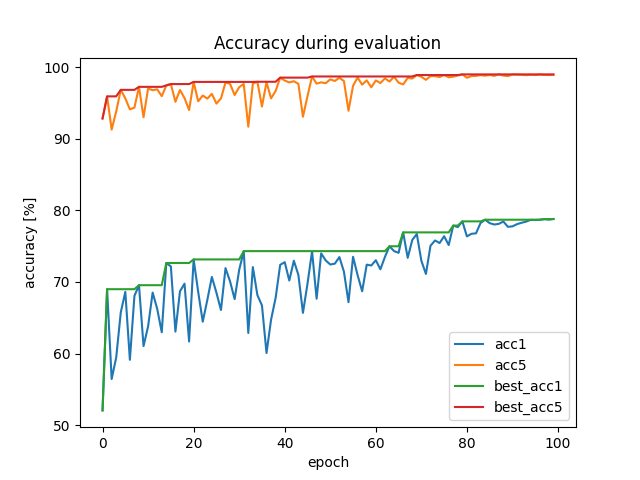 Accuracy during evaluation
100
90
80
70
60
50
accuracy [%]
0 20 40 60 80 100
epoch
acc1
acc5
best_acc1
best_acc5